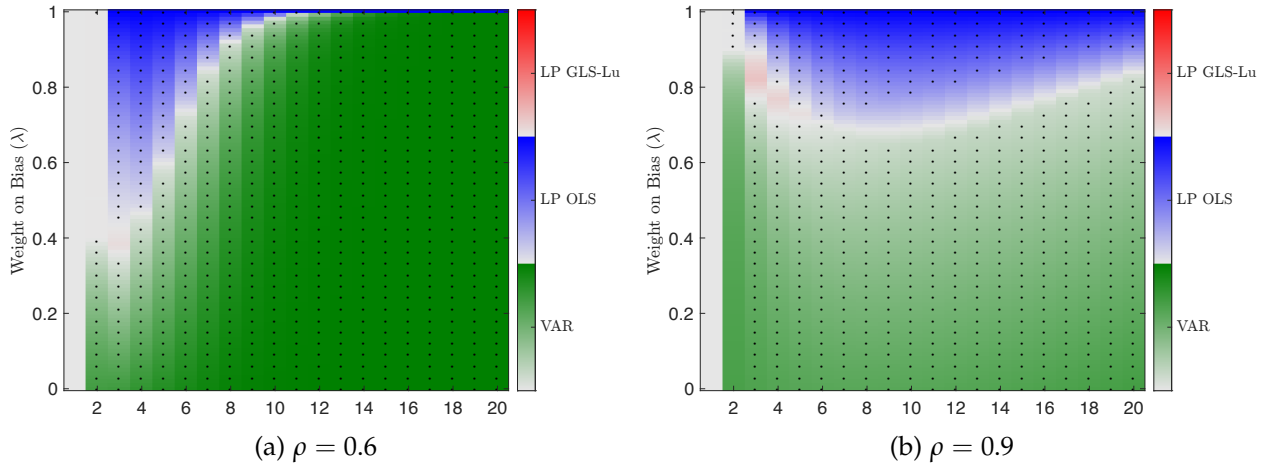 1
0.8
0.6
0.4
0.2
0
Weight on Bias (λ)
2 4 6 8 10 12 14 16 18 20
LP GLS-Lu
LP OLS
VAR
(a) ρ = 0.6
1
0.8
0.6
0.4
0.2
0
Weight on Bias (λ)
2 4 6 8 10 12 14 16 18 20
LP GLS-Lu
LP OLS
VAR
(b) ρ = 0.9